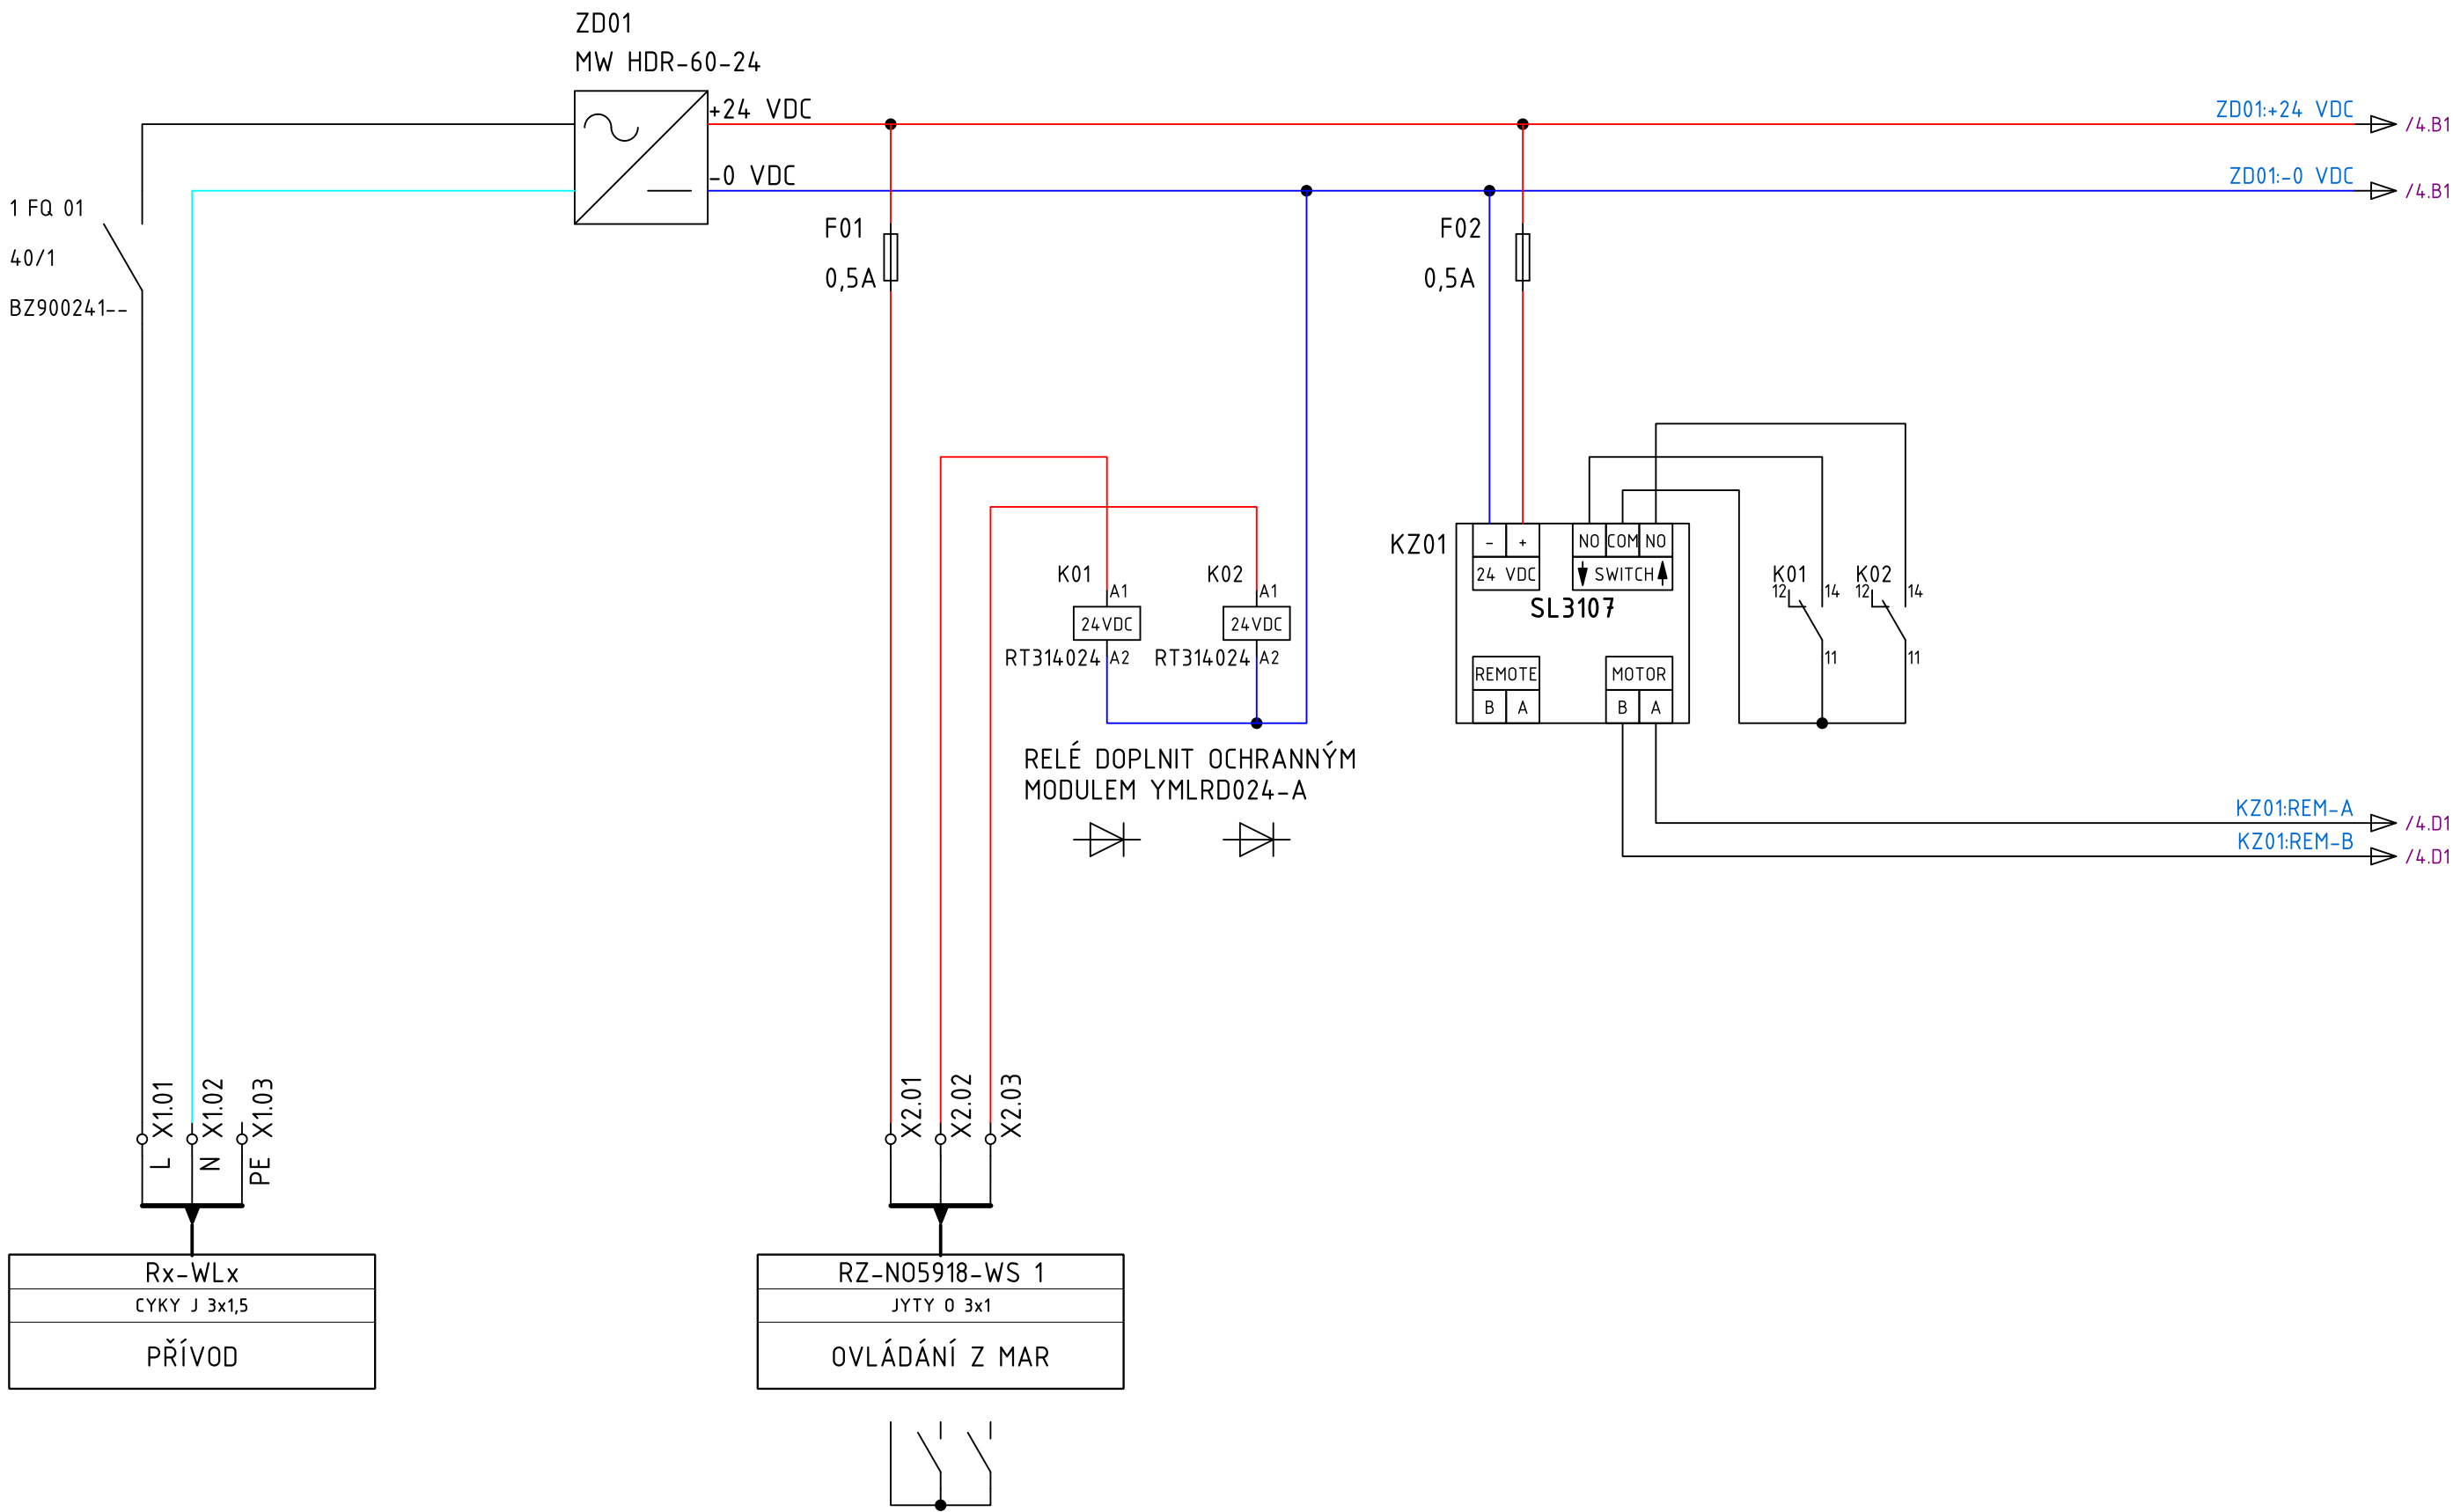 ZD01
MW HDR-60-24
+24 VDC
-0 VDC
ZD01:+24 VDC
/4.B1
ZD01:-0 VDC
/4.B1
1 FQ 01
40/1
BZ900241--
F01
0,5A
F02
0,5A
KZ01
- +
24 VDC
NO COM NO
SWITCH
SL3107
REMOTE
B A
MOTOR
B A
K01
A1
24VDC
RT314024
A2
K02
A1
24VDC
RT314024
A2
K01
12
14
11
K02
12
14
11
RELÉ DOPLNIT OCHRANNÝM
MODULEM YMLRD024-A
KZ01:REM-A
/4.D1
KZ01:REM-B
/4.D1
X1.01
X1.02
X1.03
L
N
PE
X2.01
X2.02
X2.03
Rx-WLx
CYKY J 3x1,5
PŘÍVOD
RZ-NO5918-WS 1
JYTY O 3x1
OVLÁDÁNÍ Z MAR